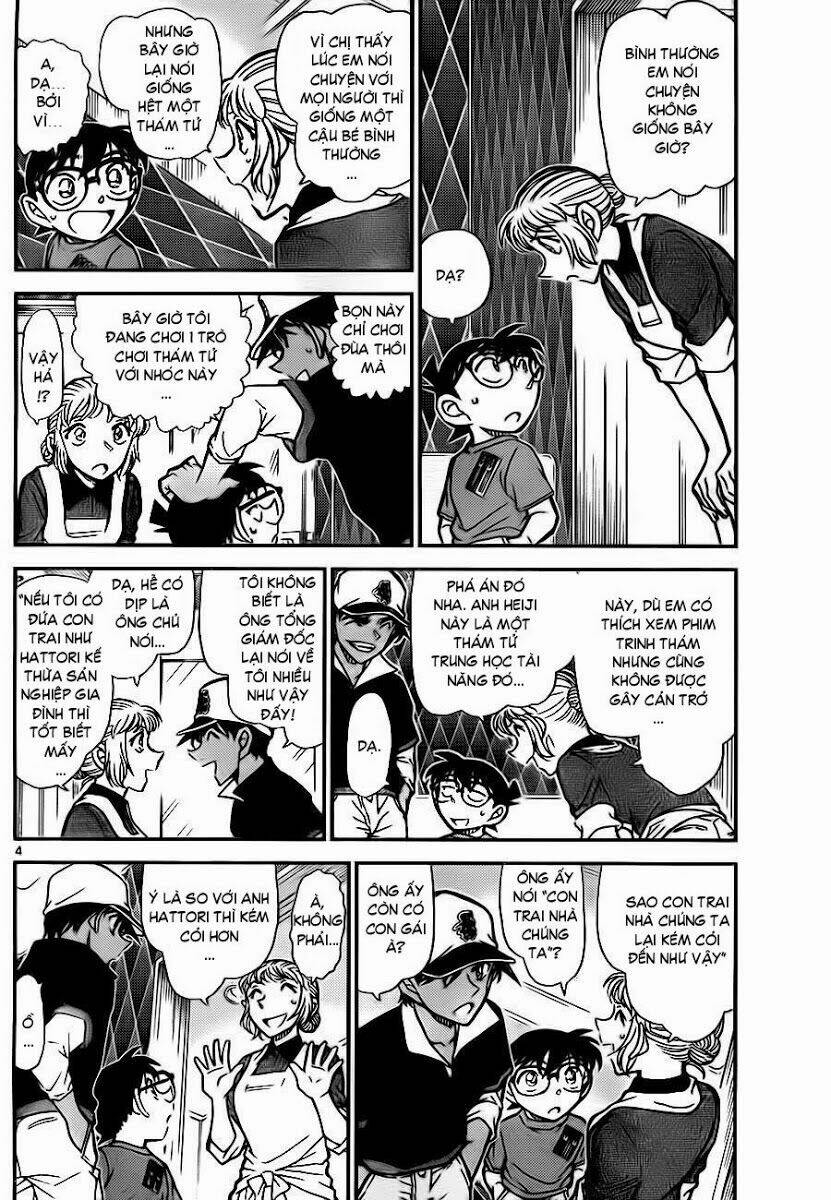 BÌNH THƯỜNG
EM NÓI
CHUYỆN
KHÔNG
GIỐNG BÂY
GIỜ?
DẠ?
VÌ CHỊ THẤY
LÚC EM NÓI
CHUYỆN VỚI
MỌI NGƯỜI THÌ
GIỐNG MỘT
CẬU BÉ BÌNH
THƯỜNG
...
NHƯNG
BÂY GIỜ
LẠI NÓI
GIỐNG
HỆT MỘT
THÁM TỬ
...
A,
DẠ...
BỞI
VÌ...
BỌN NÀY
CHỈ CHƠI
ĐÙA THÔI
MÀ
BÂY GIỜ TÔI
ĐANG CHƠI 1 TRÒ
CHƠI THÁM TỬ
VỚI NHÓC NÀY ...
VẬY
HẢ
!?
NÀY, DÙ EM CÓ
THÍCH XEM PHIM
TRINH THÁM
NHƯNG CŨNG
KHÔNG ĐƯỢC
GÂY CẢN TRỞ
...
PHÁ ÁN ĐÓ
NHA. ANH HEIJI
NÀY LÀ MỘT
THÁM TỬ
TRUNG HỌC TÀI
NĂNG ĐÓ...
DẠ.
TÔI KHÔNG
BIẾT LÀ
ÔNG TỔNG
GIÁM ĐỐC
LẠI NÓI VỀ
TÔI NHIỀU
NHƯ VẬY
ĐẤY!
DẠ, HỄ CÓ
DỊP LÀ
ÔNG CHỦ
NÓI...
"NẾU TÔI CÓ
ĐỨA CON
TRAI NHƯ
HATTORI KẾ
THỪA SẢN
NGHIỆP GIA
ĐÌNH THÌ
TỐT BIẾT
MẤY
...
4
SAO CON TRAI
NHÀ CHÚNG TA
LẠI KÉM CỎI
ĐẾN NHƯ VẬY"
ÔNG ẤY
NÓI "CON
TRAI NHÀ
CHÚNG
TA"?
ÔNG ẤY
CÒN CÓ
CON GÁI
À?
À,
KHÔNG
PHẢI...
Ý LÀ SO VỚI ANH
HATTORI THÌ KÉM
CỎI HƠN
...
Ồ
...